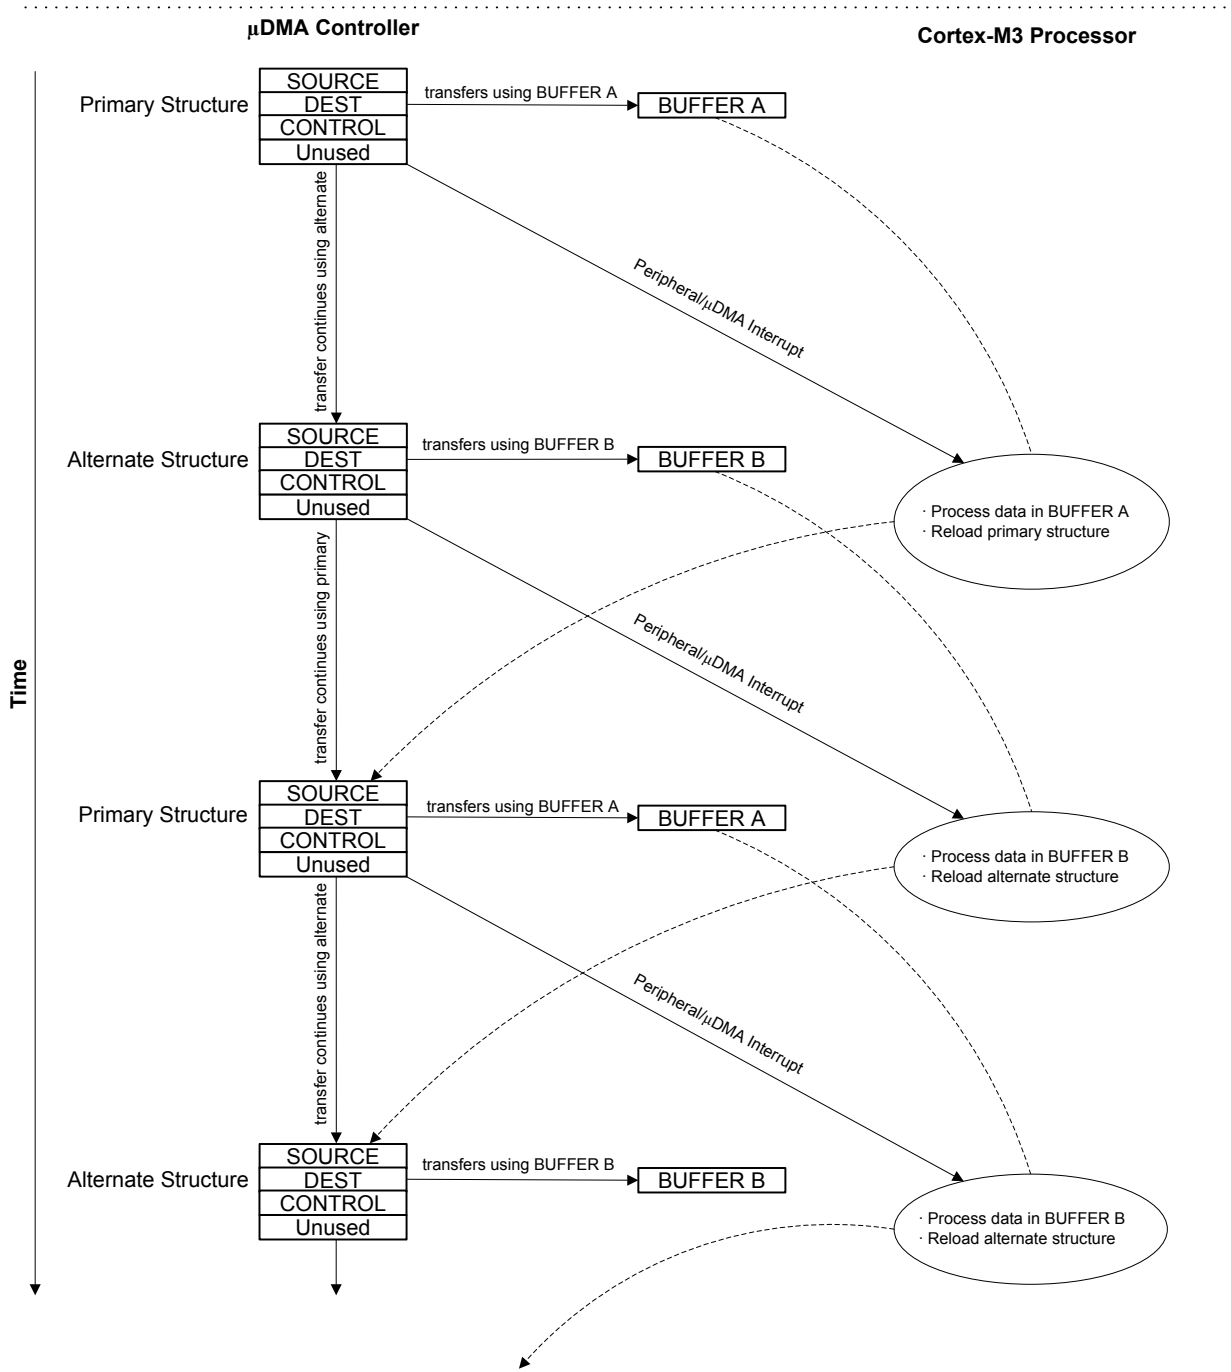 μDMA Controller
Cortex-M3 Processor
SOURCE
Primary Structure
DEST
transfers using BUFFER A
BUFFER A
CONTROL
Unused
transfer continues using alternate
Peripheral/μDMA Interrupt
SOURCE
Alternate Structure
DEST
transfers using BUFFER B
BUFFER B
CONTROL
Unused
· Process data in BUFFER A
· Reload primary structure
transfer continues using primary
Peripheral/μDMA Interrupt
Time
SOURCE
Primary Structure
DEST
transfers using BUFFER A
BUFFER A
CONTROL
Unused
· Process data in BUFFER B
· Reload alternate structure
transfer continues using alternate
Peripheral/μDMA Interrupt
SOURCE
Alternate Structure
DEST
transfers using BUFFER B
BUFFER B
CONTROL
Unused
· Process data in BUFFER B
· Reload alternate structure